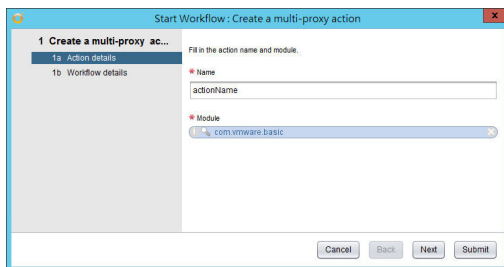 Start Workflow : Create a multi-proxy action
x
1 Create a multi-proxy ac...
1a Action details
1b Workflow details
Fill in the action name and module.
* Name
actionName
* Module
com.vmware.basic
Cancel
Back
Next
Submit